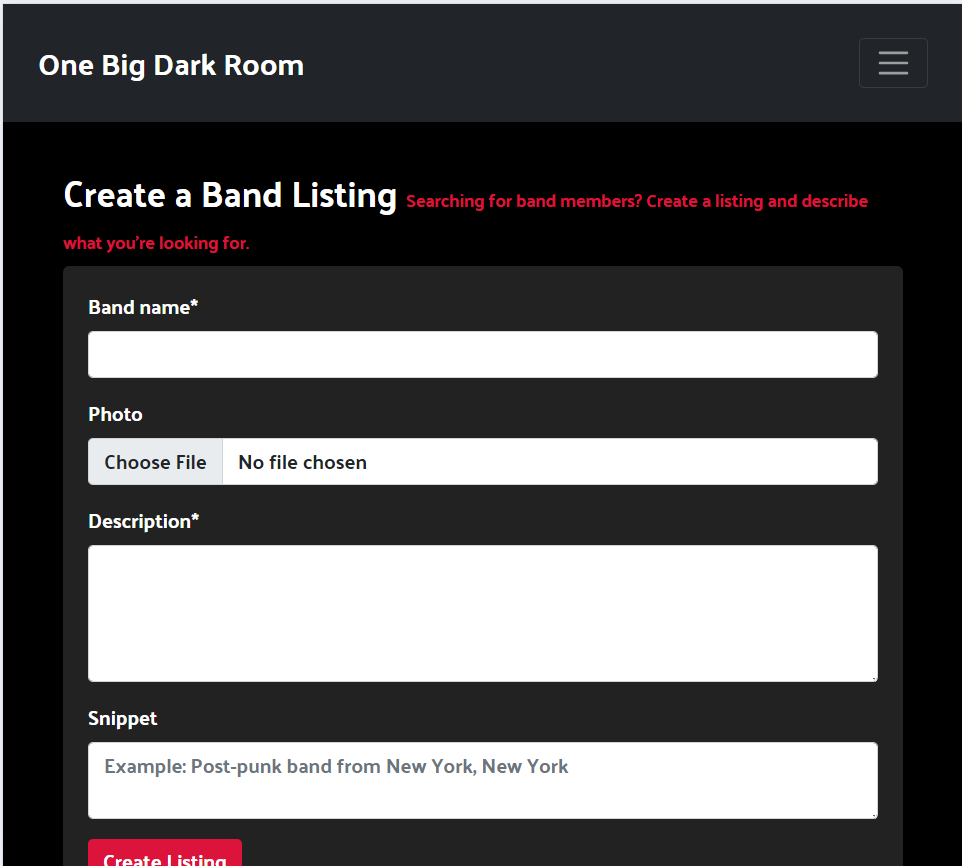 One Big Dark Room
Create a Band Listing Searching for band members? Create a listing and describe
what you're looking for.
Band name*
Photo
Choose File No file chosen
Description*
Snippet
Example: Post-punk band from New York, New York
Create Listing